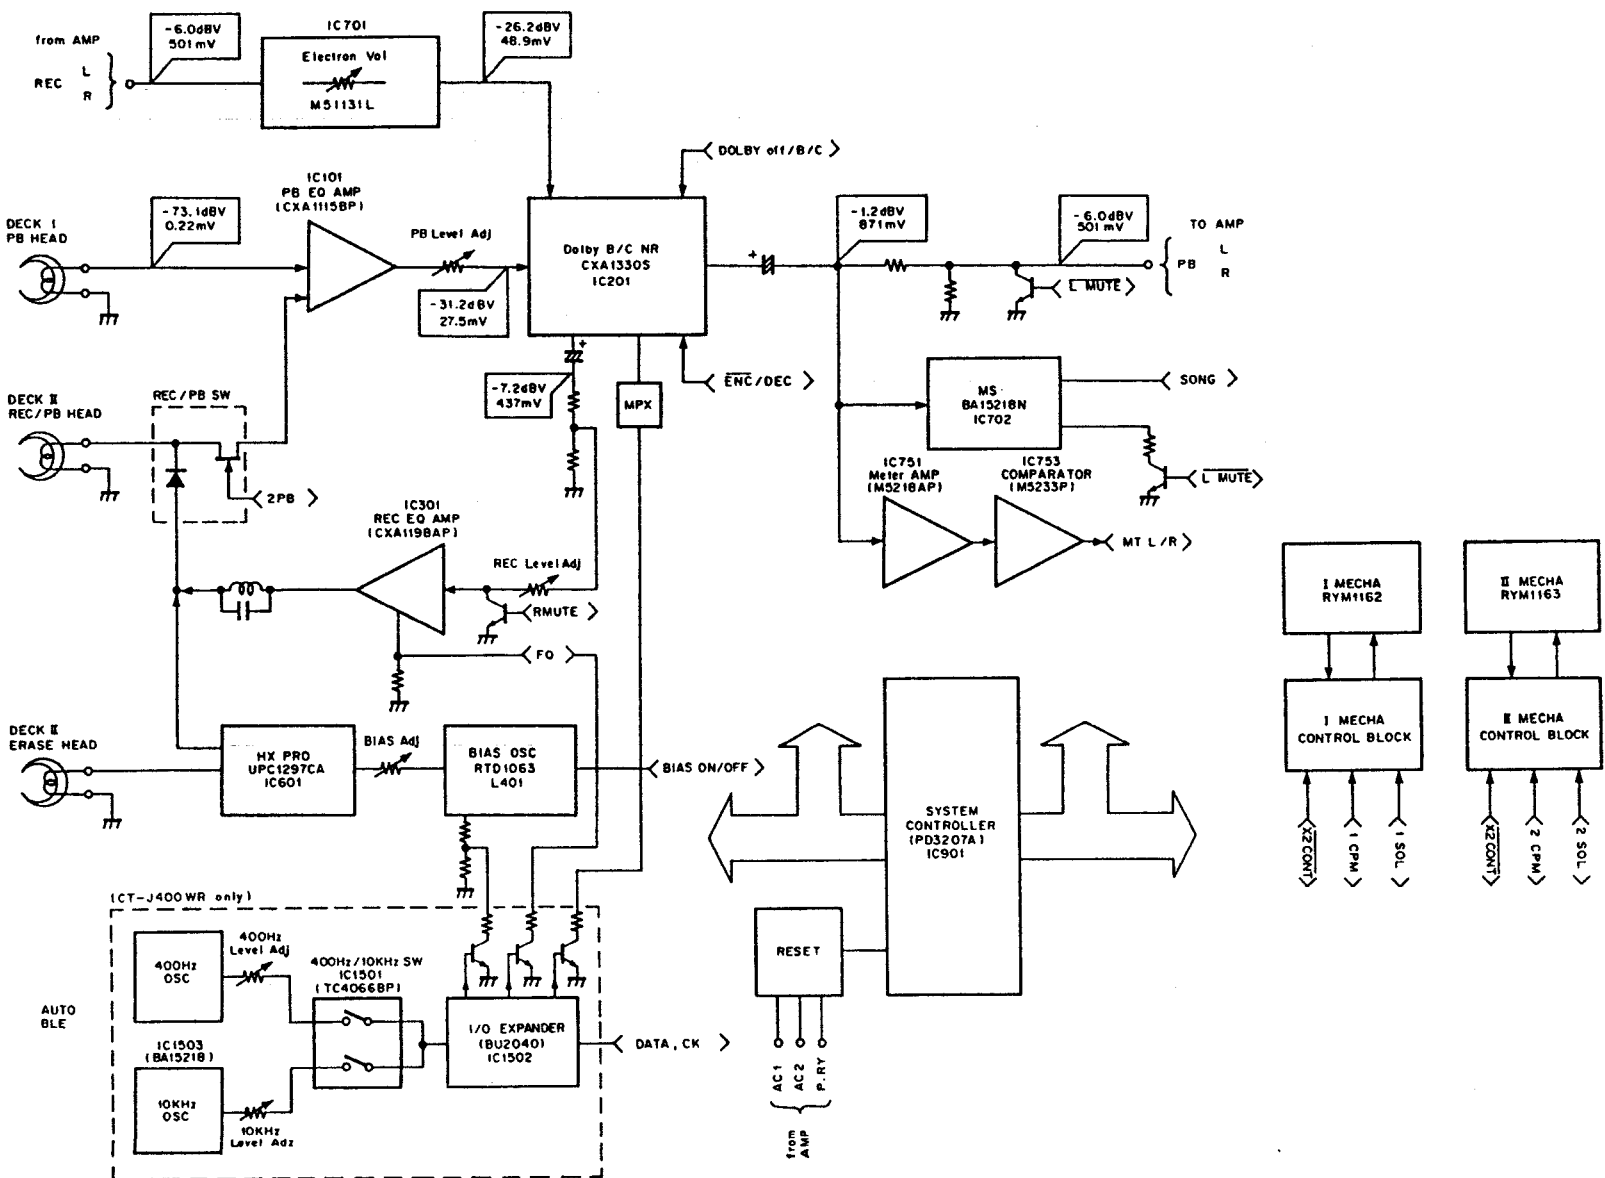 from AMP
REC
L
R
-6.0dBV
501mV
IC701
Electron Vol
M51131L
-26.2dBV
48.9mV
DOLBY off/B/C
IC101
PB EQ AMP
(CXA1115BP)
DECK I
PB HEAD
-73.1dBV
0.22mV
PB Level Adj
-31.2dBV
27.5mV
Dolby B/C NR
CXA1330S
IC201
+
-1.2dBV
871mV
-6.0dBV
501mV
TO AMP
PB
L
R
L MUTE
+
-7.2dBV
437mV
MPX
ENC/DEC
MS
BA15218N
IC702
SONG
L MUTE
DECK II
REC/PB HEAD
REC/PB SW
2PB
IC751
Meter AMP
(M5218AP)
IC753
COMPARATOR
(M5233P)
MT L/R
IC301
REC EQ AMP
(CXA1198AP)
REC Level Adj
RMUTE
FQ
I MECHA
RYM1162
II MECHA
RYM1163
I MECHA
CONTROL BLOCK
II MECHA
CONTROL BLOCK
X2CONT
1 CPM
1 SOL
X2CONT
2 CPM
2 SOL
DECK II
ERASE HEAD
HX PRO
UPC1297CA
IC601
BIAS Adj
BIAS OSC
RTD1063
L401
BIAS ON/OFF
SYSTEM
CONTROLLER
(PD3207A)
IC901
RESET
AC1
AC2
P.RY
from
AMP
(CT-J400WR only)
AUTO
BLE
400Hz
OSC
400Hz
Level Adj
400Hz/10KHz SW
IC1501
(TC4066BP)
IC1503
(BA15218)
10KHz
OSC
10KHz
Level Adz
I/O EXPANDER
(BU2040)
IC1502
DATA, CK